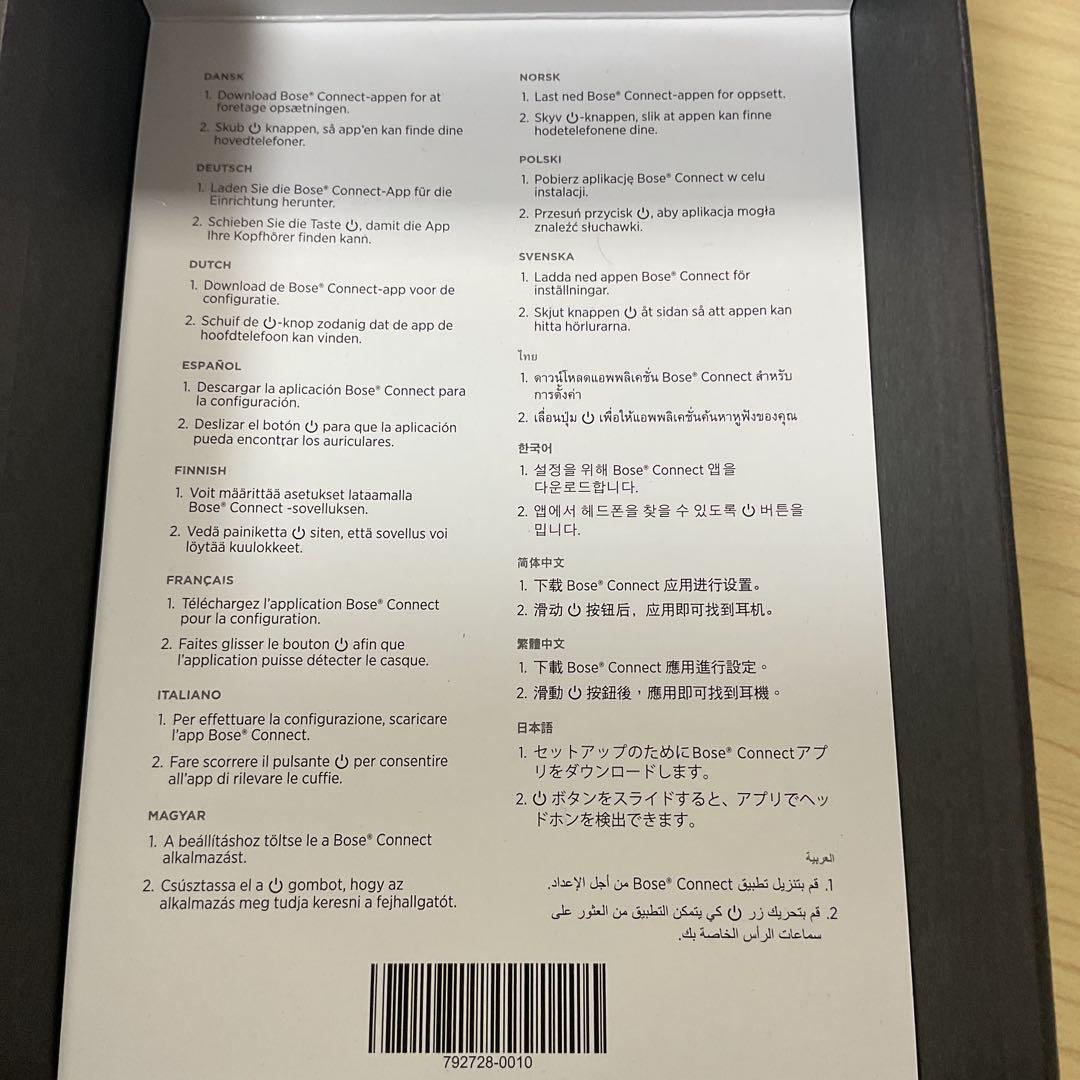 DANSK
1. Download Bose® Connect-appen for at
foretage opsætningen.
2. Skub ⏻ knappen, så app'en kan finde dine
hovedtelefoner.
DEUTSCH
1. Laden Sie die Bose® Connect-App für die
Einrichtung herunter.
2. Schieben Sie die Taste ⏻, damit die App
Ihre Kopfhörer finden kann.
DUTCH
1. Download de Bose® Connect-app voor de
configuratie.
2. Schuif de ⏻-knop zodanig dat de app de
hoofdtelefoon kan vinden.
ESPAÑOL
1. Descargar la aplicación Bose® Connect para
la configuración.
2. Deslizar el botón ⏻ para que la aplicación
pueda encontrar los auriculares.
FINNISH
1. Voit määrittää asetukset lataamalla
Bose® Connect -sovelluksen.
2. Vedä painiketta ⏻ siten, että sovellus voi
löytää kuulokkeet.
FRANÇAIS
1. Téléchargez l'application Bose® Connect
pour la configuration.
2. Faites glisser le bouton ⏻ afin que
l'application puisse détecter le casque.
ITALIANO
1. Per effettuare la configurazione, scaricare
l'app Bose® Connect.
2. Fare scorrere il pulsante ⏻ per consentire
all'app di rilevare le cuffie.
MAGYAR
1. A beállításhoz töltse le a Bose® Connect
alkalmazást.
2. Csúsztassa el a ⏻ gombot, hogy az
alkalmazás meg tudja keresni a fejhallgatót.
NORSK
1. Last ned Bose® Connect-appen for oppsett.
2. Skyv ⏻-knappen, slik at appen kan finne
hodetelefonene dine.
POLSKI
1. Pobierz aplikację Bose® Connect w celu
instalacji.
2. Przesuń przycisk ⏻, aby aplikacja mogła
znaleźć słuchawki.
SVENSKA
1. Ladda ned appen Bose® Connect för
inställningar.
2. Skjut knappen ⏻ åt sidan så att appen kan
hitta hörlurarna.
ไทย
1. ดาวน์โหลดแอพพลิเคชั่น Bose® Connect สำหรับ
การตั้งค่า
2. เลื่อนปุ่ม ⏻ เพื่อให้แอพพลิเคชั่นค้นหาหูฟังของคุณ
한국어
1. 설정을 위해 Bose® Connect 앱을
다운로드합니다.
2. 앱에서 헤드폰을 찾을 수 있도록 ⏻ 버튼을
밉니다.
简体中文
1. 下载 Bose® Connect 应用进行设置。
2. 滑动 ⏻ 按钮后，应用即可找到耳机。
繁體中文
1. 下載 Bose® Connect 應用進行設定。
2. 滑動 ⏻ 按鈕後，應用即可找到耳機。
日本語
1. セットアップのためにBose® Connectアプ
リをダウンロードします。
2. ⏻ ボタンをスライドすると、アプリでヘッ
ドホンを検出できます。
العربية
1. قم بتنزيل تطبيق Bose® Connect من أجل الإعداد.
2. قم بتحريك زر ⏻ كي يتمكن التطبيق من العثور على
سماعات الرأس الخاصة بك.
792728-0010